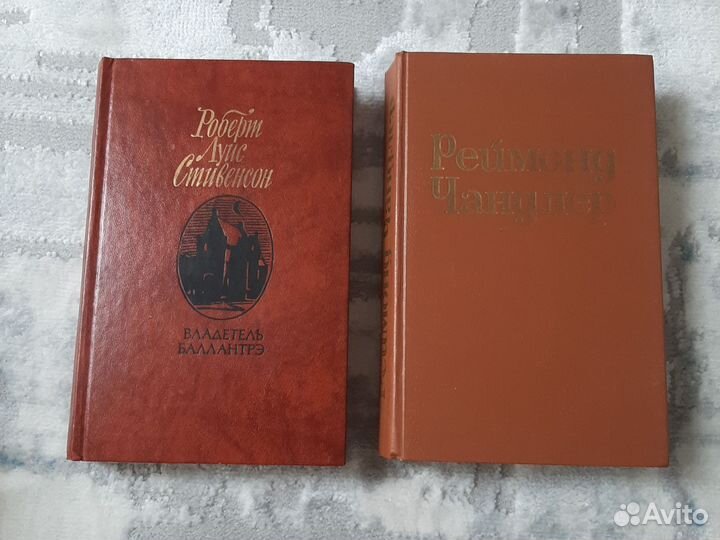 Роберт
Луис
Стивенсон
ВЛАДЕТЕЛЬ
БАЛЛАНТРЭ
Реймонд
Чандлер
Avito